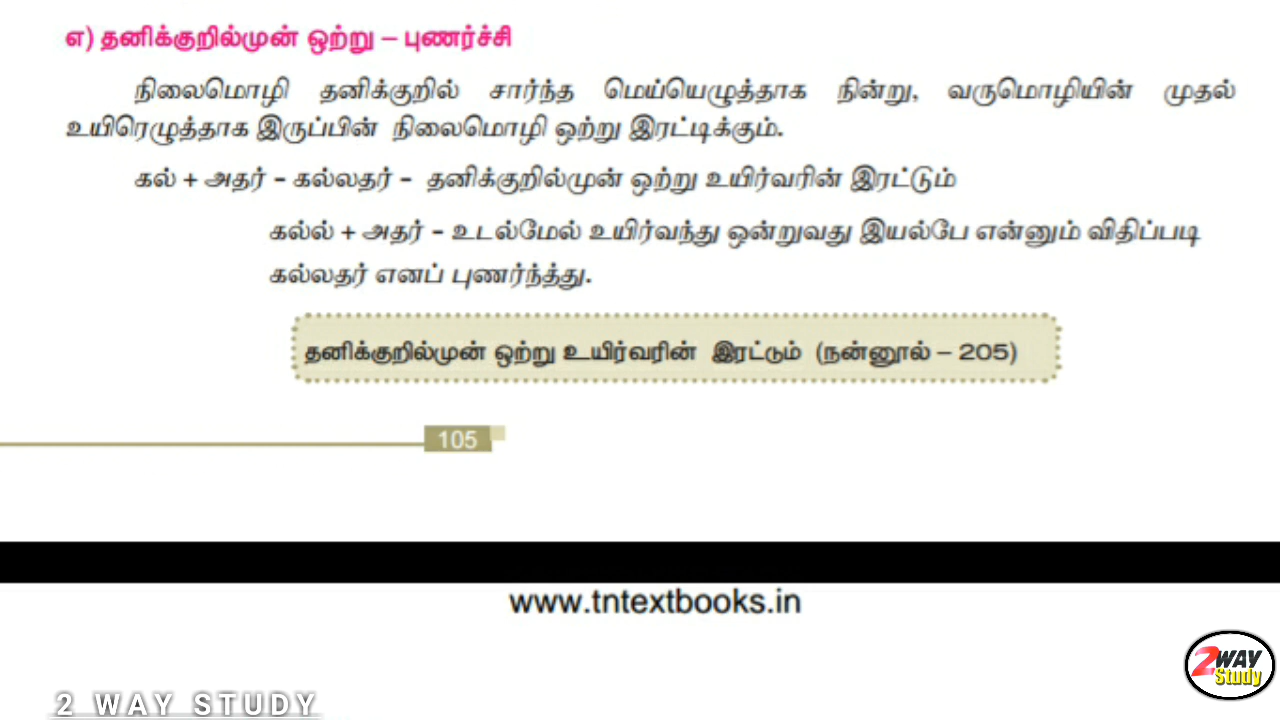 எ) தனிக்குறில்முன் ஒற்று – புணர்ச்சி
நிலைமொழி தனிக்குறில் சார்ந்த மெய்யெழுத்தாக நின்று, வருமொழியின் முதல்
உயிரெழுத்தாக இருப்பின் நிலைமொழி ஒற்று இரட்டிக்கும்.
கல் + அதர் – கல்லதர் – தனிக்குறில்முன் ஒற்று உயிர்வரின் இரட்டும்
கல்ல் + அதர் – உடல்மேல் உயிர்வந்து ஒன்றுவது இயல்பே என்னும் விதிப்படி
கல்லதர் எனப் புணர்ந்த்து.
தனிக்குறில்முன் ஒற்று உயிர்வரின் இரட்டும் (நன்னூல் – 205)
105
www.tntextbooks.in
2WAY
Study
2 WAY STUDY